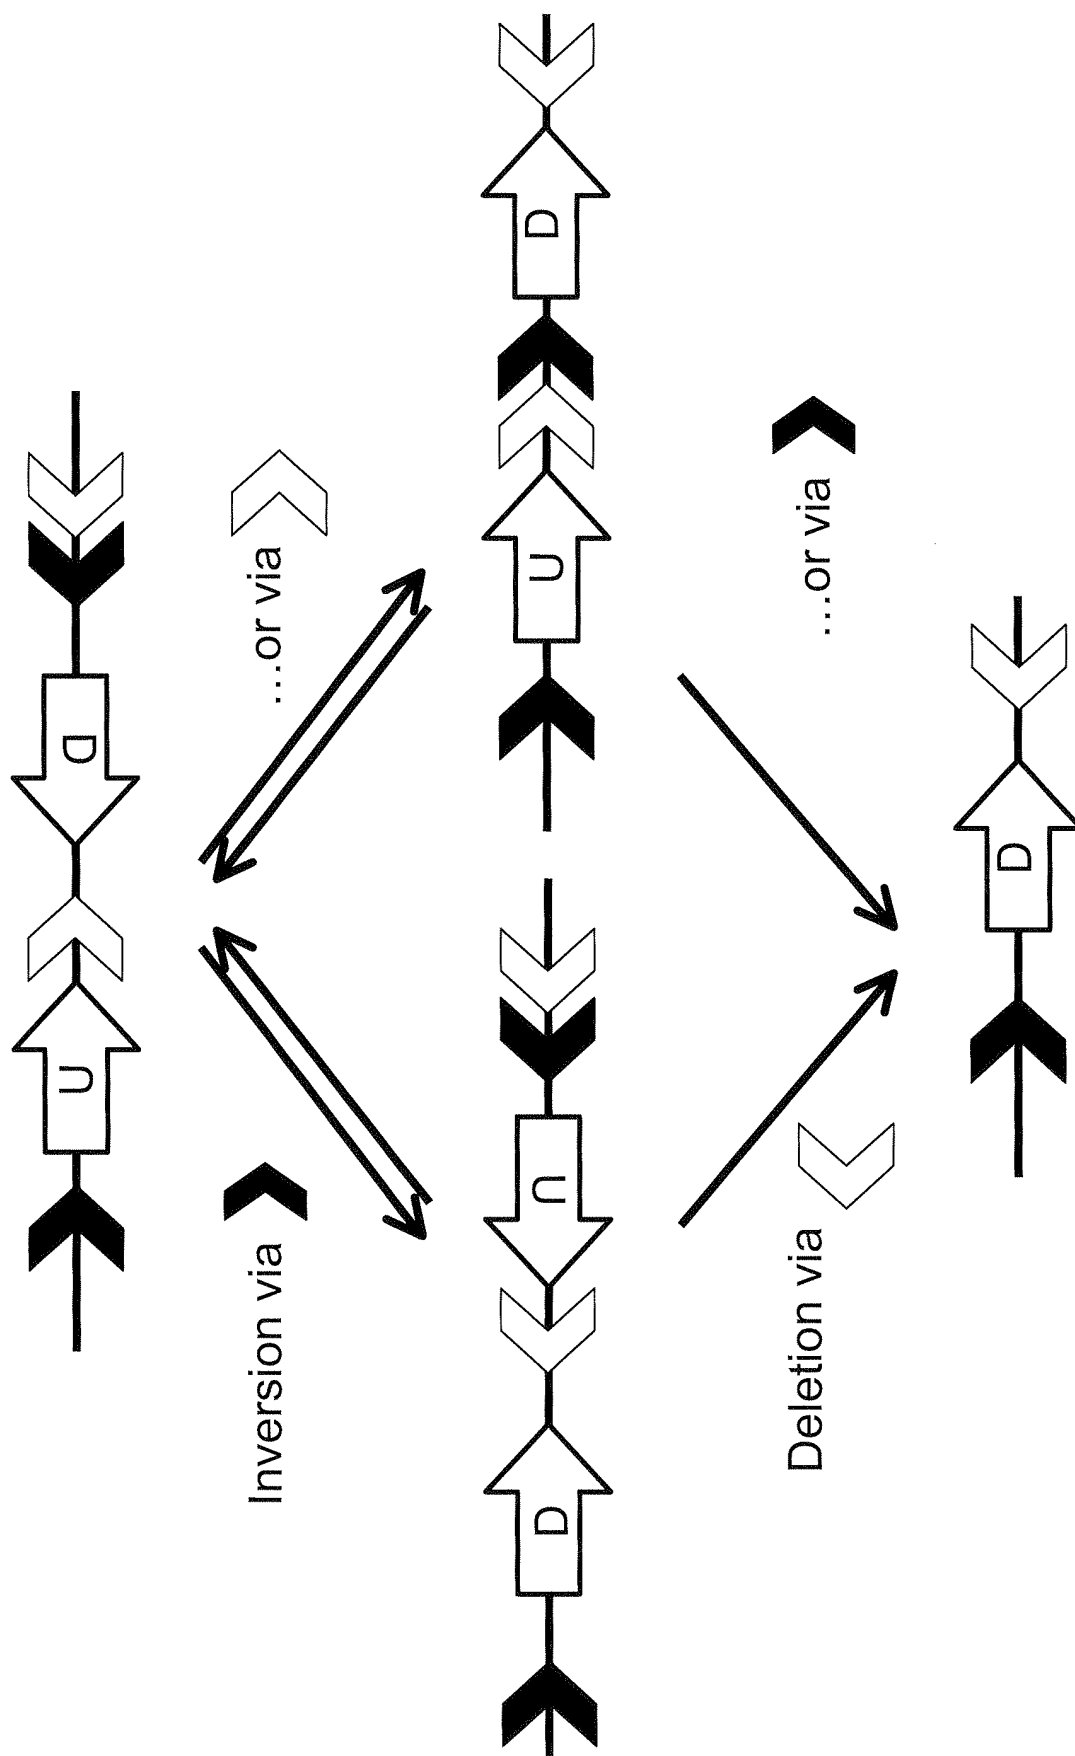 U D
Inversion via ....or via
D U U D
Deletion via ....or via
D